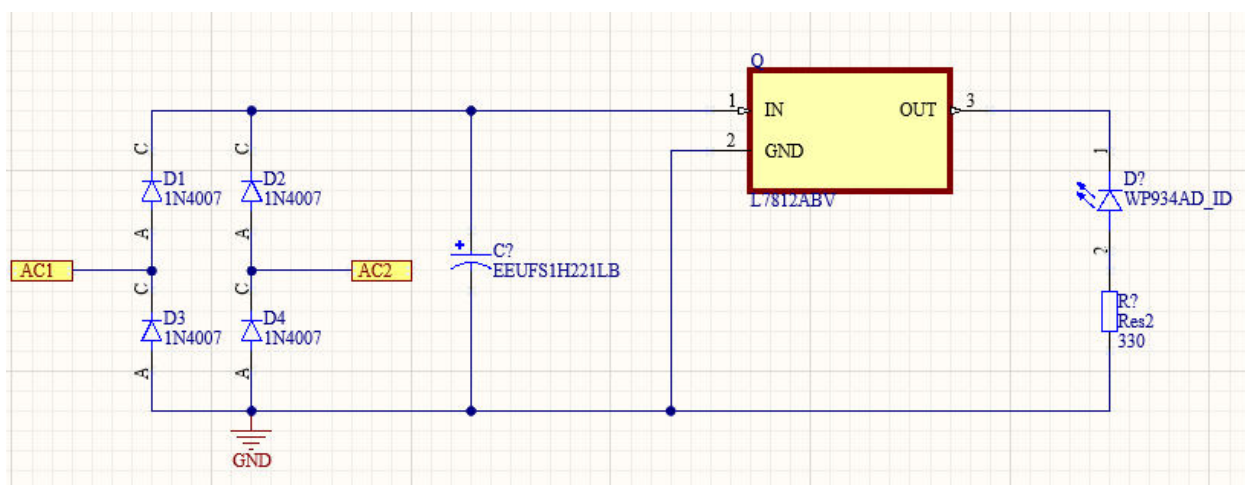 Q
1
IN
OUT
3
2
GND
L7812ABV
C
C
D1
1N4007
D2
1N4007
A
A
1
D?
WP934AD_ID
2
AC1
AC2
C?
EEUFS1H221LB
C
C
D3
1N4007
D4
1N4007
A
A
R?
Res2
330
GND